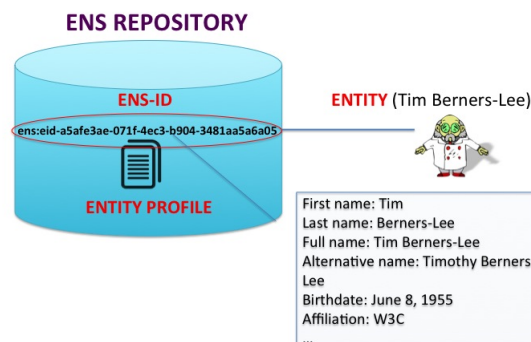 ENS REPOSITORY
ENS-ID
ENTITY (Tim Berners-Lee)
ens:eid-a5afe3ae-071f-4ec3-b904-3481aa5a6a05
ENTITY PROFILE
First name: Tim
Last name: Berners-Lee
Full name: Tim Berners-Lee
Alternative name: Timothy Berners
Lee
Birthdate: June 8, 1955
Affiliation: W3C
...